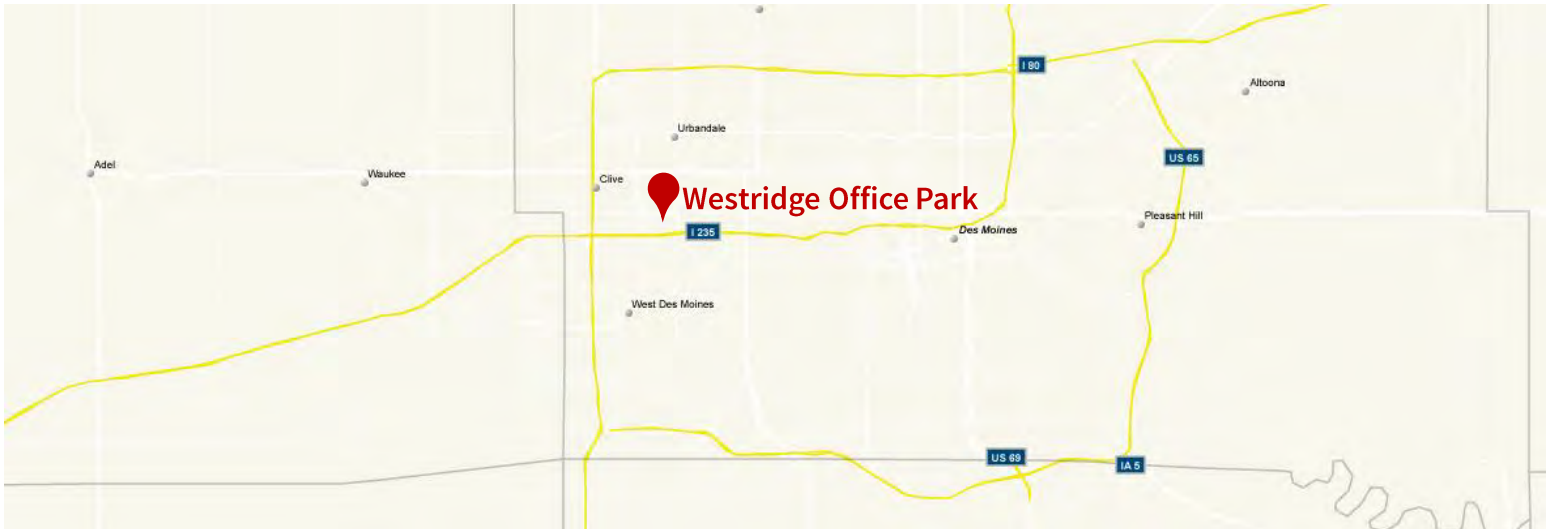 I 80
Altoona
Urbandale
US 65
Adel
Waukee
Clive
Westridge Office Park
Pleasant Hill
I 235
Des Moines
West Des Moines
US 69
IA 5